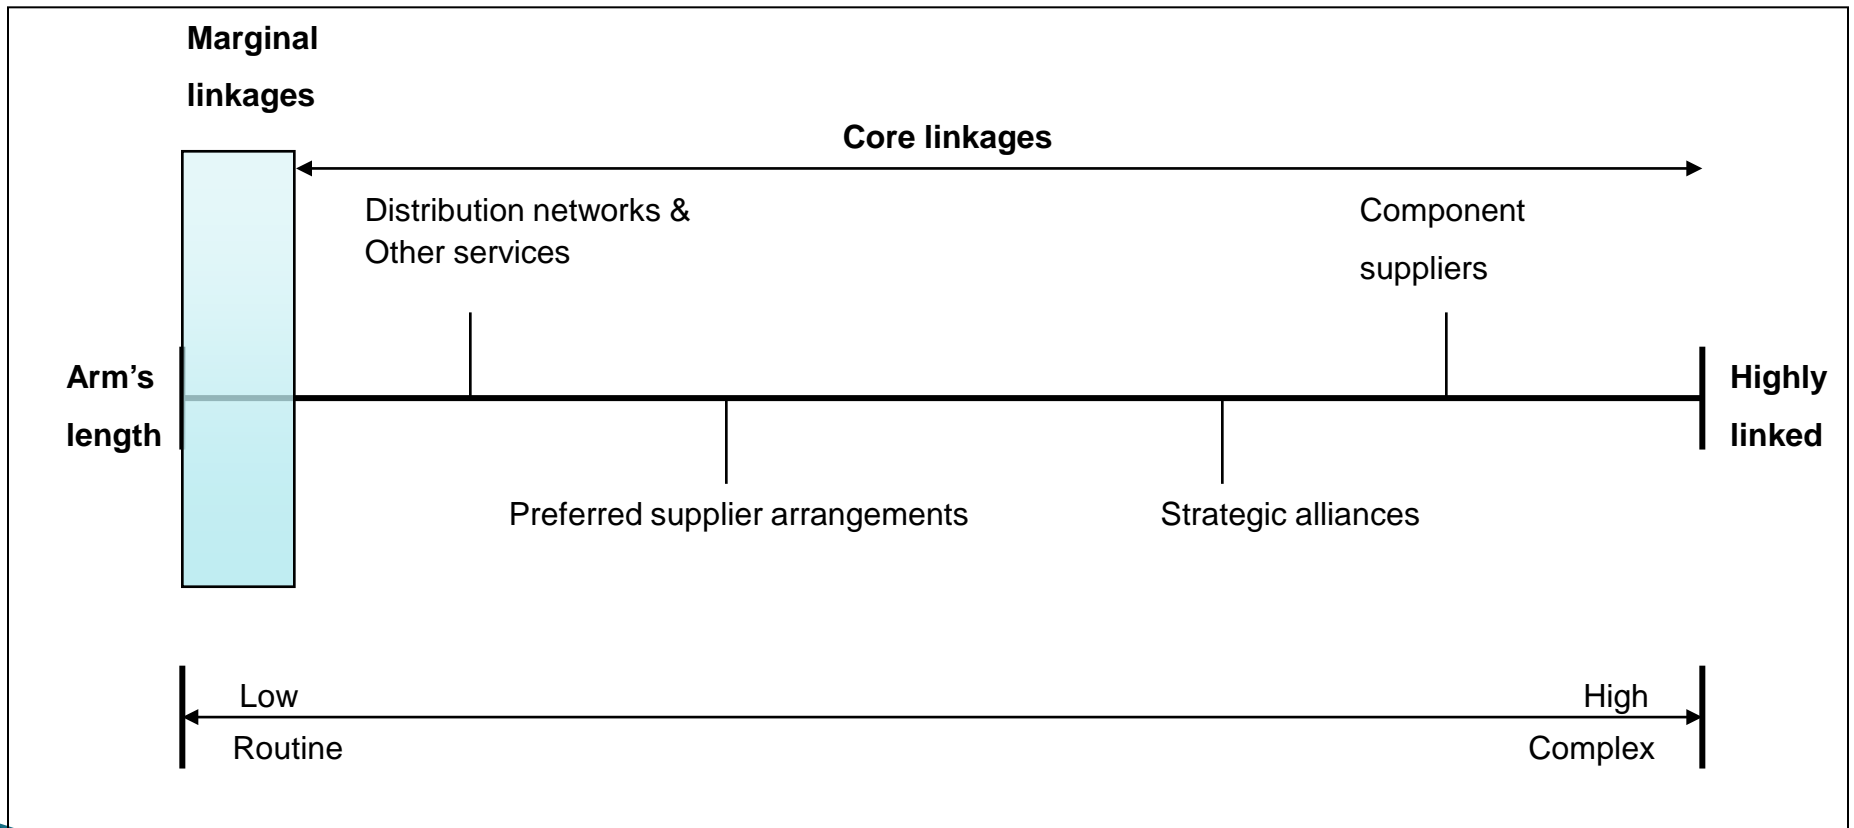 Marginal
linkages
Core linkages
Distribution networks &
Other services
Component
suppliers
Arm’s
length
Highly
linked
Preferred supplier arrangements
Strategic alliances
Low
High
Routine
Complex